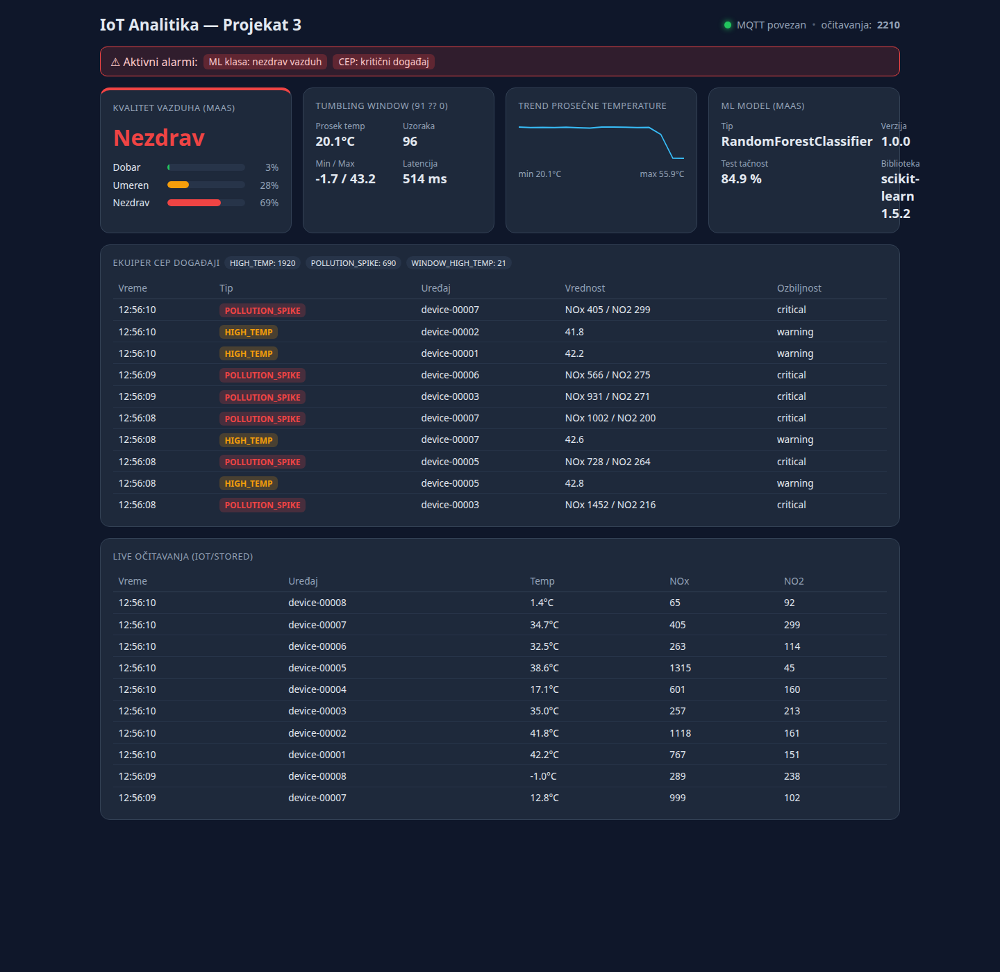 IoT Analitika — Projekat 3
MQTT povezan • očitavanja: 2210
⚠ Aktivni alarmi: ML klasa: nezdrav vazduh CEP: kritični događaj
KVALITET VAZDUHA (MAAS)
Nezdrav
Dobar 3%
Umeren 28%
Nezdrav 69%
TUMBLING WINDOW (91 ?? 0)
Prosek temp Uzoraka
20.1°C 96
Min / Max Latencija
-1.7 / 43.2 514 ms
TREND PROSEČNE TEMPERATURE
min 20.1°C max 55.9°C
ML MODEL (MAAS)
Tip Verzija
RandomForestClassifier 1.0.0
Test tačnost Biblioteka
84.9 % scikit-
learn
1.5.2
EKUIPER CEP DOGAĐAJI HIGH_TEMP: 1920 POLLUTION_SPIKE: 690 WINDOW_HIGH_TEMP: 21
Vreme Tip Uređaj Vrednost Ozbiljnost
12:56:10 POLLUTION_SPIKE device-00007 NOx 405 / NO2 299 critical
12:56:10 HIGH_TEMP device-00002 41.8 warning
12:56:10 HIGH_TEMP device-00001 42.2 warning
12:56:09 POLLUTION_SPIKE device-00006 NOx 566 / NO2 275 critical
12:56:09 POLLUTION_SPIKE device-00003 NOx 931 / NO2 271 critical
12:56:08 POLLUTION_SPIKE device-00007 NOx 1002 / NO2 200 critical
12:56:08 HIGH_TEMP device-00007 42.6 warning
12:56:08 POLLUTION_SPIKE device-00005 NOx 728 / NO2 264 critical
12:56:08 HIGH_TEMP device-00005 42.8 warning
12:56:08 POLLUTION_SPIKE device-00003 NOx 1452 / NO2 216 critical
LIVE OČITAVANJA (IOT/STORED)
Vreme Uređaj Temp NOx NO2
12:56:10 device-00008 1.4°C 65 92
12:56:10 device-00007 34.7°C 405 299
12:56:10 device-00006 32.5°C 263 114
12:56:10 device-00005 38.6°C 1315 45
12:56:10 device-00004 17.1°C 601 160
12:56:10 device-00003 35.0°C 257 213
12:56:10 device-00002 41.8°C 1118 161
12:56:10 device-00001 42.2°C 767 151
12:56:09 device-00008 -1.0°C 289 238
12:56:09 device-00007 12.8°C 999 102